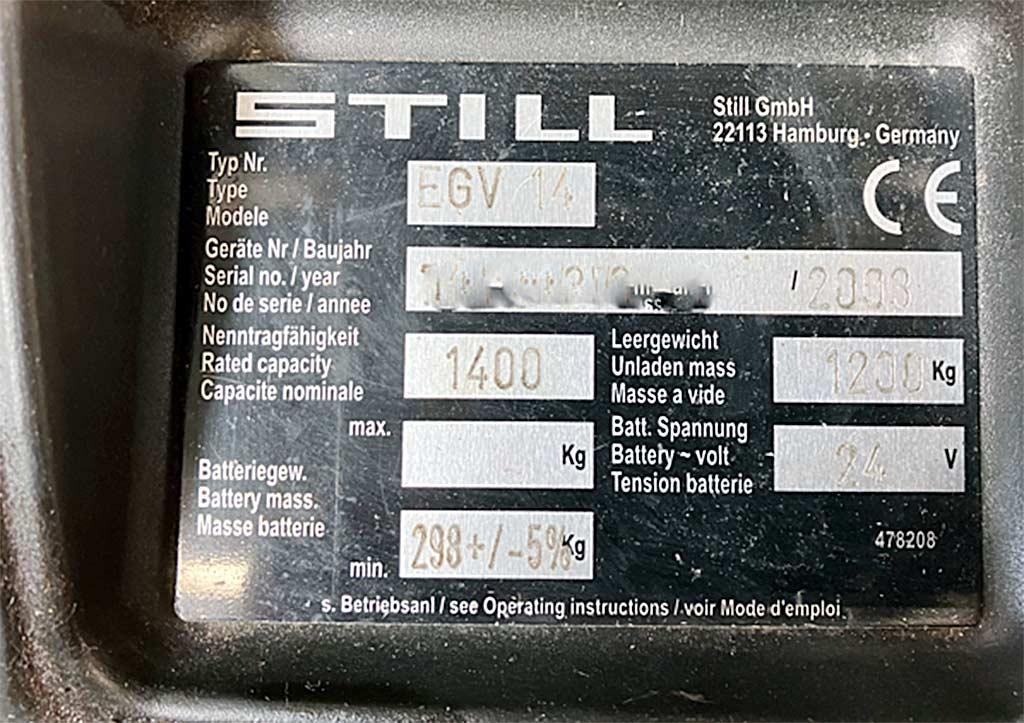 STILL
Still GmbH
22113 Hamburg · Germany
Typ Nr.
Type
Modele
EGV 14
CE
Geräte Nr / Baujahr
Serial no. / year
No de serie / annee
/2008
Nenntragfähigkeit
Rated capacity
Capacite nominale
1400
Leergewicht
Unladen mass
Masse a vide
1200 Kg
max.
Kg
Batt. Spannung
Battery ~ volt
Tension batterie
24 V
Batteriegew.
Battery mass.
Masse batterie
min.
298+/-5% Kg
478208
s. Betriebsanl / see Operating instructions / voir Mode d'emploi